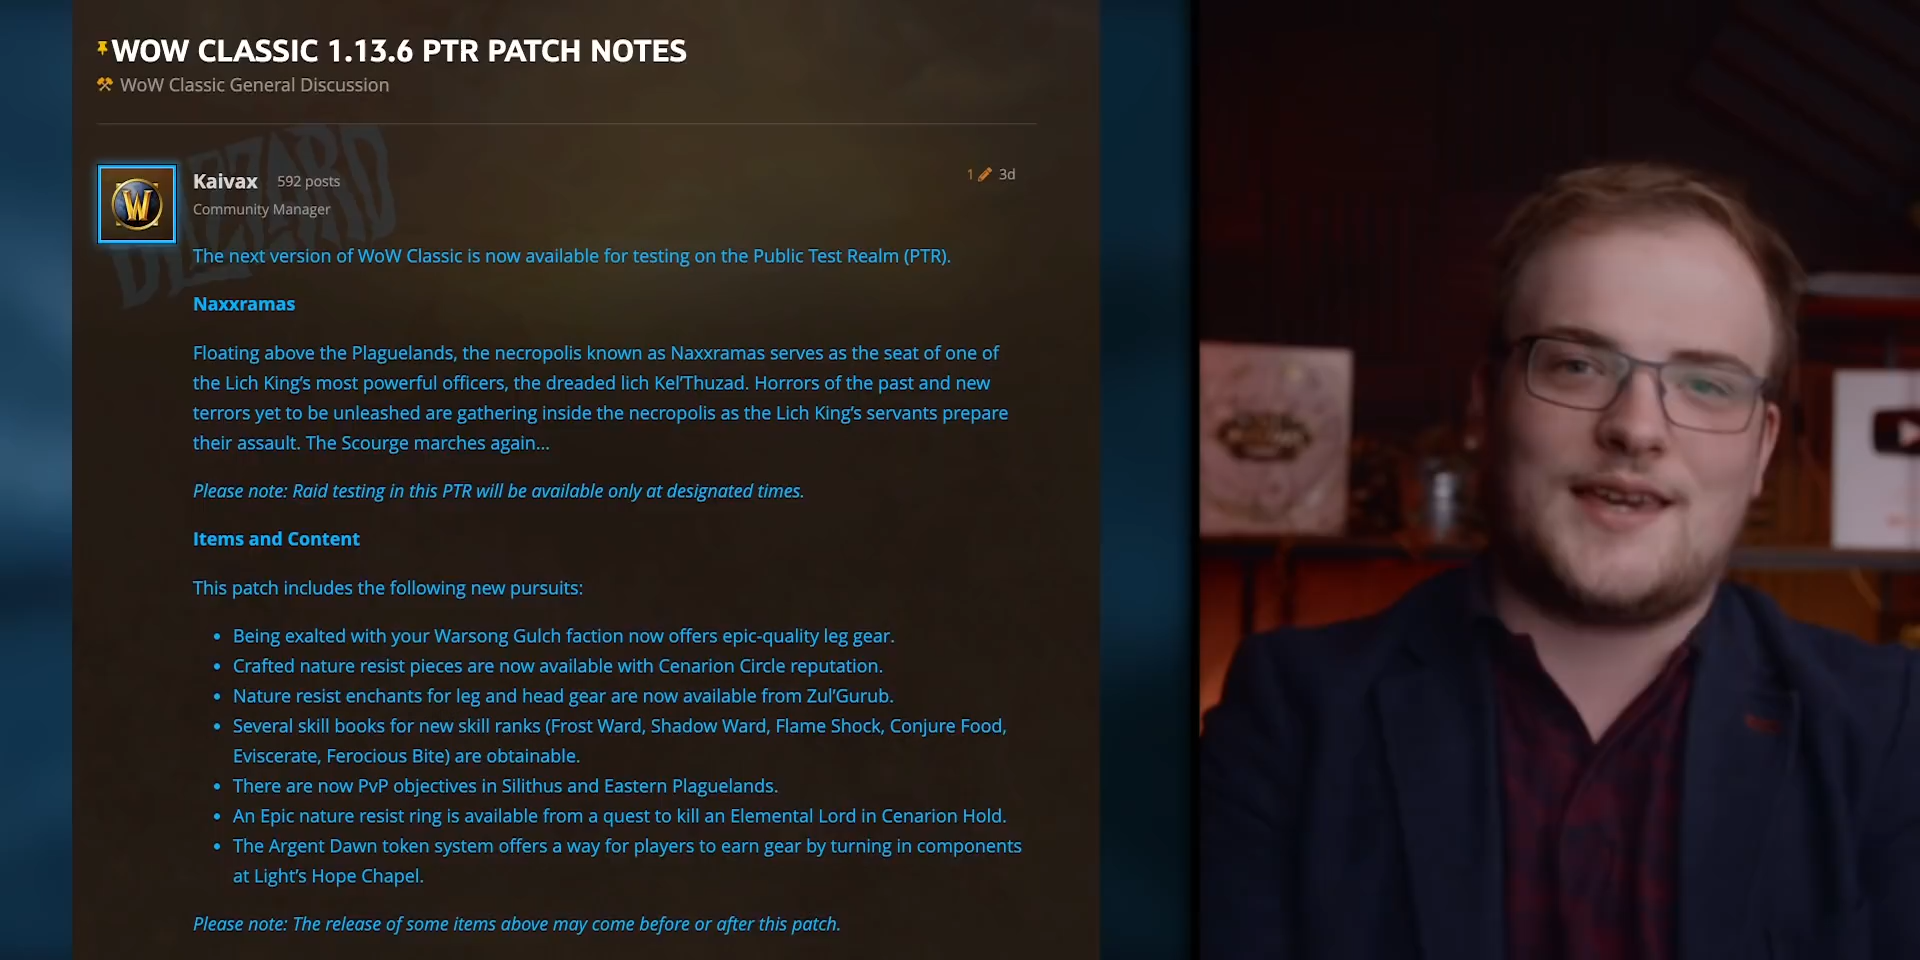 WOW CLASSIC 1.13.6 PTR PATCH NOTES
WoW Classic General Discussion
BLIZZARD
W
Kaivax 592 posts
1 3d
Community Manager
The next version of WoW Classic is now available for testing on the Public Test Realm (PTR).
Naxxramas
Floating above the Plaguelands, the necropolis known as Naxxramas serves as the seat of one of
the Lich King’s most powerful officers, the dreaded lich Kel’Thuzad. Horrors of the past and new
terrors yet to be unleashed are gathering inside the necropolis as the Lich King’s servants prepare
their assault. The Scourge marches again…
Please note: Raid testing in this PTR will be available only at designated times.
Items and Content
This patch includes the following new pursuits:
• Being exalted with your Warsong Gulch faction now offers epic-quality leg gear.
• Crafted nature resist pieces are now available with Cenarion Circle reputation.
• Nature resist enchants for leg and head gear are now available from Zul’Gurub.
• Several skill books for new skill ranks (Frost Ward, Shadow Ward, Flame Shock, Conjure Food,
Eviscerate, Ferocious Bite) are obtainable.
• There are now PvP objectives in Silithus and Eastern Plaguelands.
• An Epic nature resist ring is available from a quest to kill an Elemental Lord in Cenarion Hold.
• The Argent Dawn token system offers a way for players to earn gear by turning in components
at Light’s Hope Chapel.
Please note: The release of some items above may come before or after this patch.